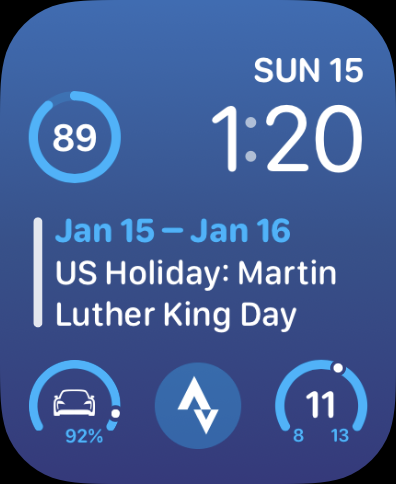 SUN 15
89
1:20
Jan 15 – Jan 16
US Holiday: Martin
Luther King Day
92%
11
8 13